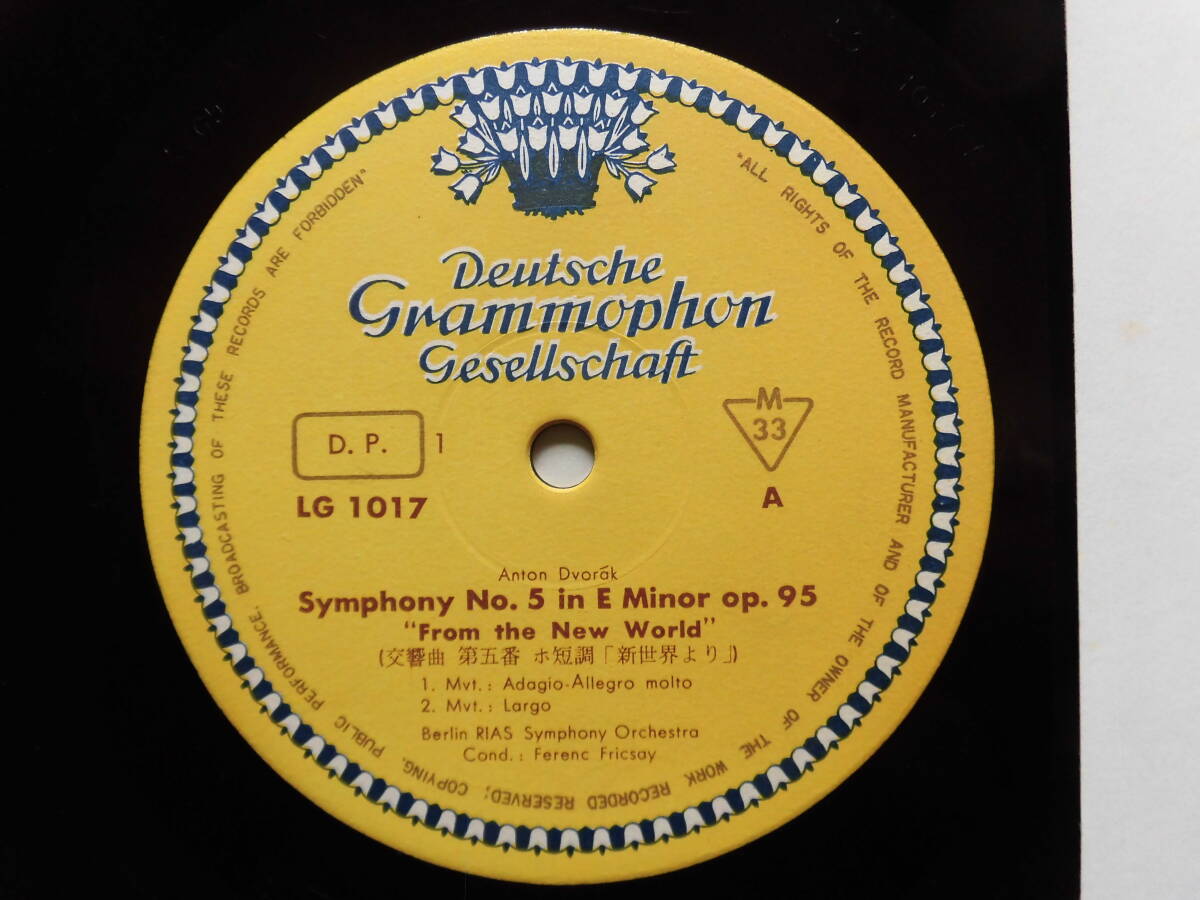 Deutsche
Grammophon
Gesellschaft
D. P. 1
M
33
LG 1017
A
Anton Dvořák
Symphony No. 5 in E Minor op. 95
"From the New World"
(交響曲 第五番 ホ短調「新世界より」)
1. Mvt.: Adagio-Allegro molto
2. Mvt.: Largo
Berlin RIAS Symphony Orchestra
Cond.: Ferenc Fricsay
"ALL RIGHTS OF THE RECORD MANUFACTURER AND OF THE OWNER OF THE WORK RECORDED RESERVED; COPYING, PUBLIC PERFORMANCE, BROADCASTING OF THESE RECORDS ARE FORBIDDEN"